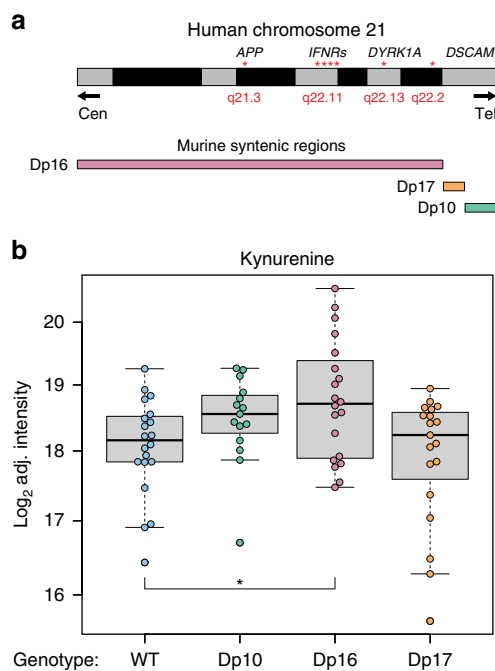 a
Human chromosome 21
APP IFNRs DYRK1A DSCAM
* **** * *
q21.3 q22.11 q22.13 q22.2
Cen Tel
Murine syntenic regions
Dp16
Dp17
Dp10
b
Kynurenine
Log2 adj. intensity
20
19
18
17
16
*
Genotype: WT Dp10 Dp16 Dp17